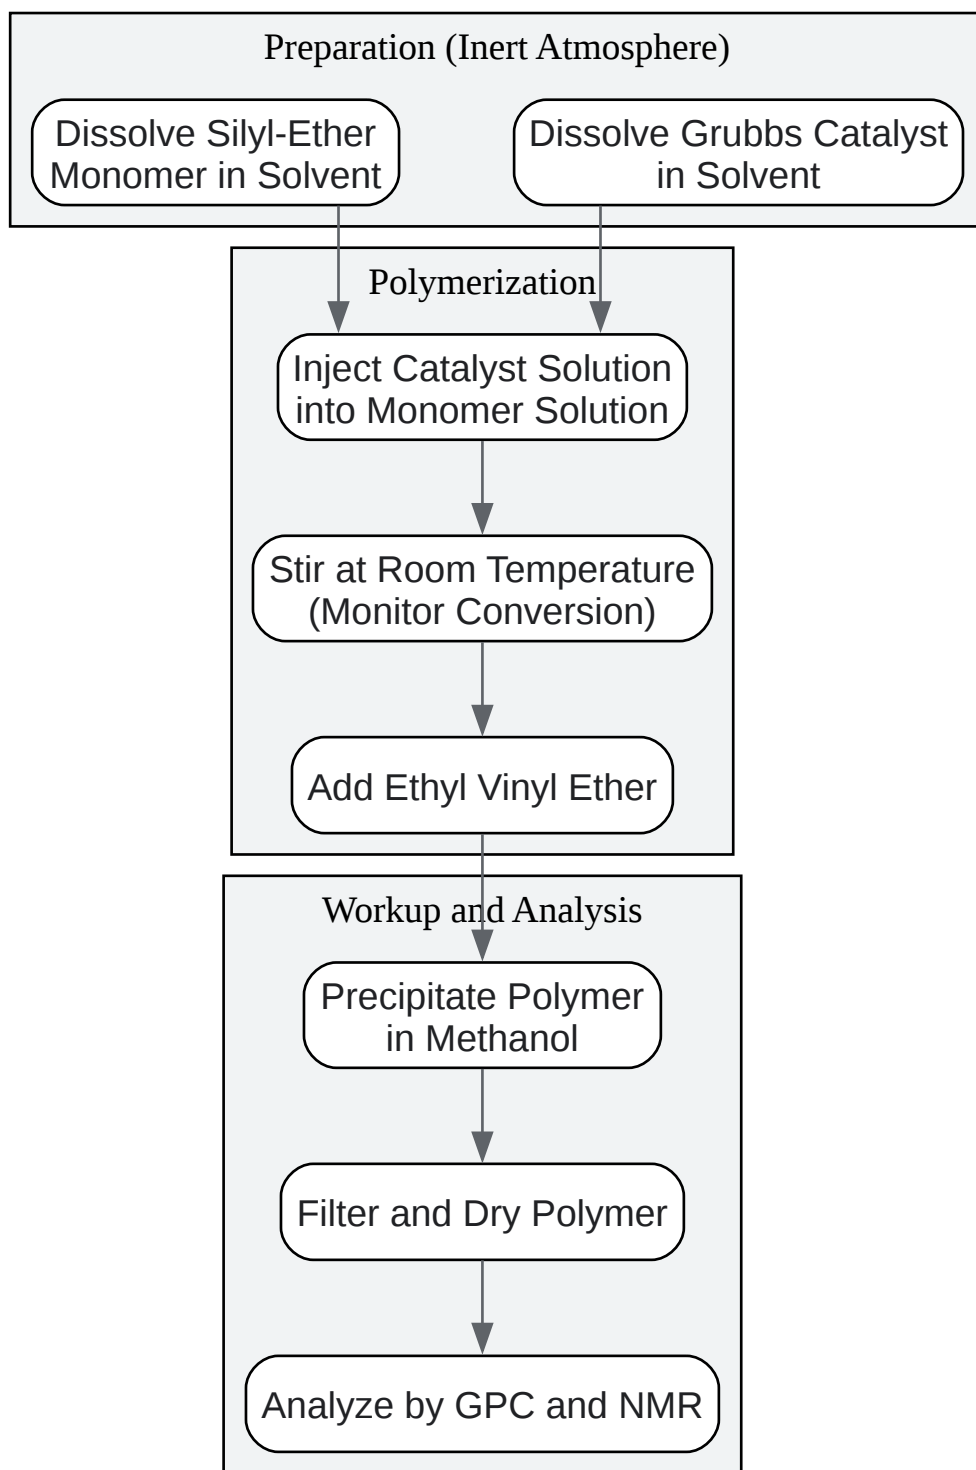 Preparation (Inert Atmosphere)
Dissolve Silyl-Ether
Monomer in Solvent
Dissolve Grubbs Catalyst
in Solvent
Polymerization
Inject Catalyst Solution
into Monomer Solution
Stir at Room Temperature
(Monitor Conversion)
Add Ethyl Vinyl Ether
Workup and Analysis
Precipitate Polymer
in Methanol
Filter and Dry Polymer
Analyze by GPC and NMR